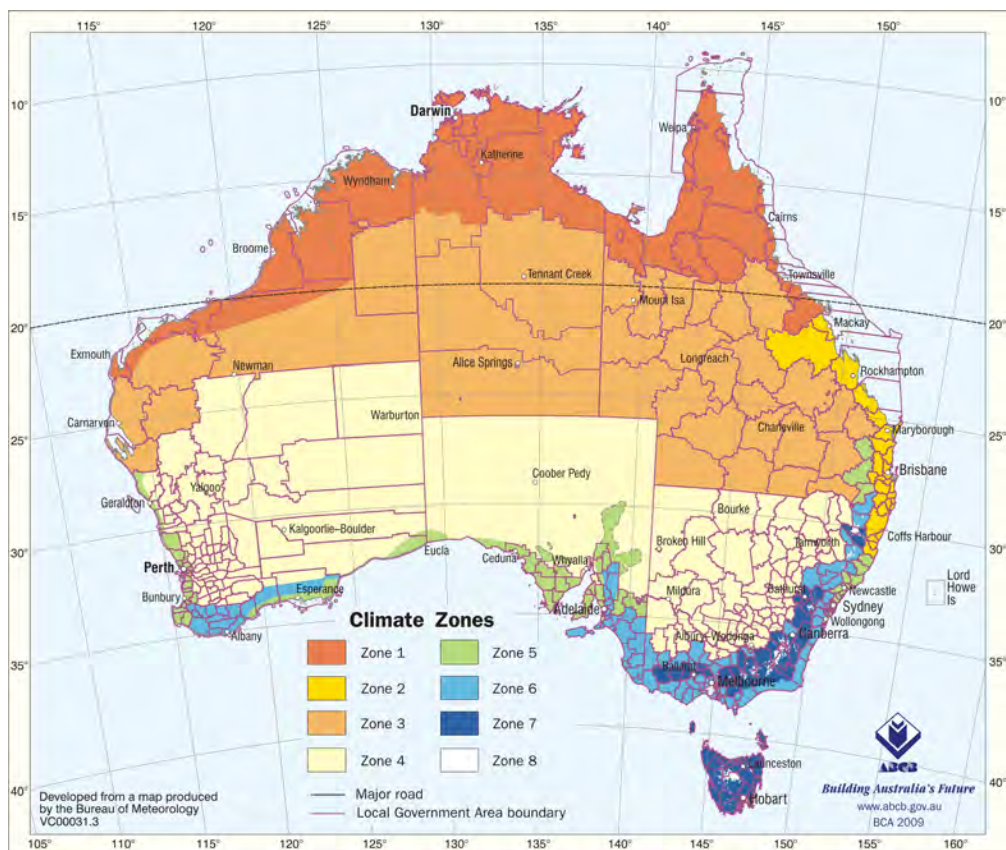 115° 120° 125° 130° 135° 140° 145° 150°
10° 10°
Darwin
Weipa
Katherine
Wyndham
15° 15°
Cairns
Broome
Townsville
Tennant Creek
Mount Isa
20° 20°
Mackay
Exmouth
Newman
Alice Springs
Longreach
Rockhampton
Carnarvon
Warburton
Charleville
25° 25°
Maryborough
Coober Pedy
Brisbane
Yalgoo
Geraldton
Bourke
Kalgoorlie–Boulder
Coffs Harbour
Tamworth
30° 30°
Eucla
Ceduna
Whyalla
Broken Hill
Perth
Esperance
Bunbury
Mildura
Bathurst
Newcastle
Lord
Howe
Is
Adelaide
Sydney
Wollongong
Albany
Albury–Wodonga
Canberra
35° 35°
Ballarat
Melbourne
Climate Zones
Zone 1 Zone 5
Zone 2 Zone 6
Zone 3 Zone 7
Zone 4 Zone 8
Major road
Local Government Area boundary
Launceston
Hobart
40° 40°
ABCB
Building Australia's Future
www.abcb.gov.au
BCA 2009
Developed from a map produced
by the Bureau of Meteorology
VC00031.3
105° 110° 115° 120° 125° 130° 135° 140° 145° 150° 155° 160°